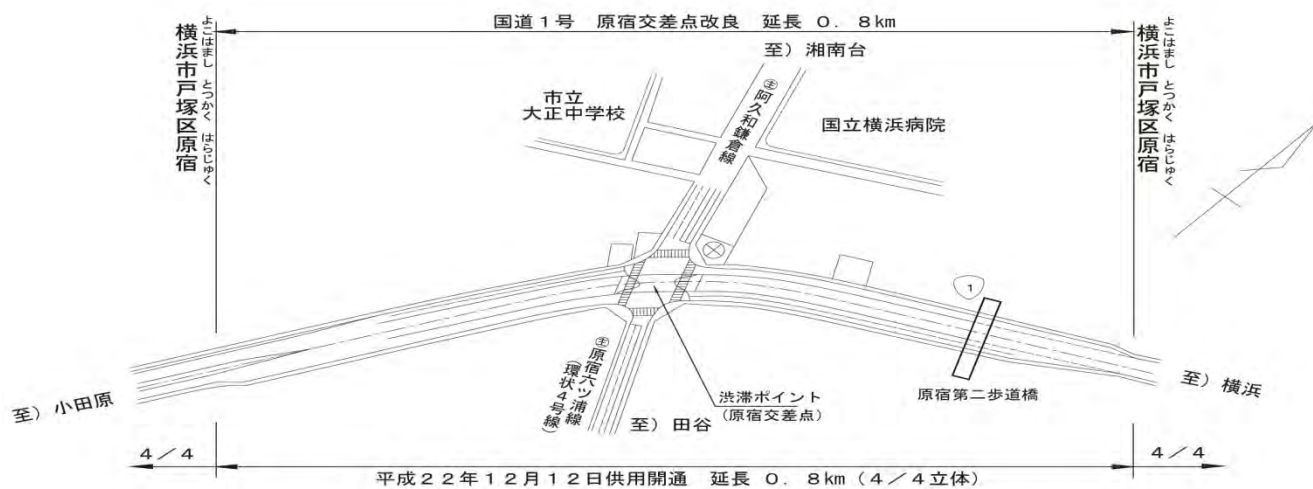 国道1号 原宿交差点改良 延長 0.8km
よこはまし とつかく はらじゅく
横浜市戸塚区原宿
よこはまし とつかく はらじゅく
横浜市戸塚区原宿
至）湘南台
㊤阿久和鎌倉線
市立
大正中学校
国立横浜病院
1
至）小田原
㊤原宿六ツ浦線
（環状4号線）
至）田谷
渋滞ポイント
（原宿交差点）
原宿第二歩道橋
至）横浜
4／4
4／4
平成22年12月12日供用開通 延長 0.8km（4／4立体）